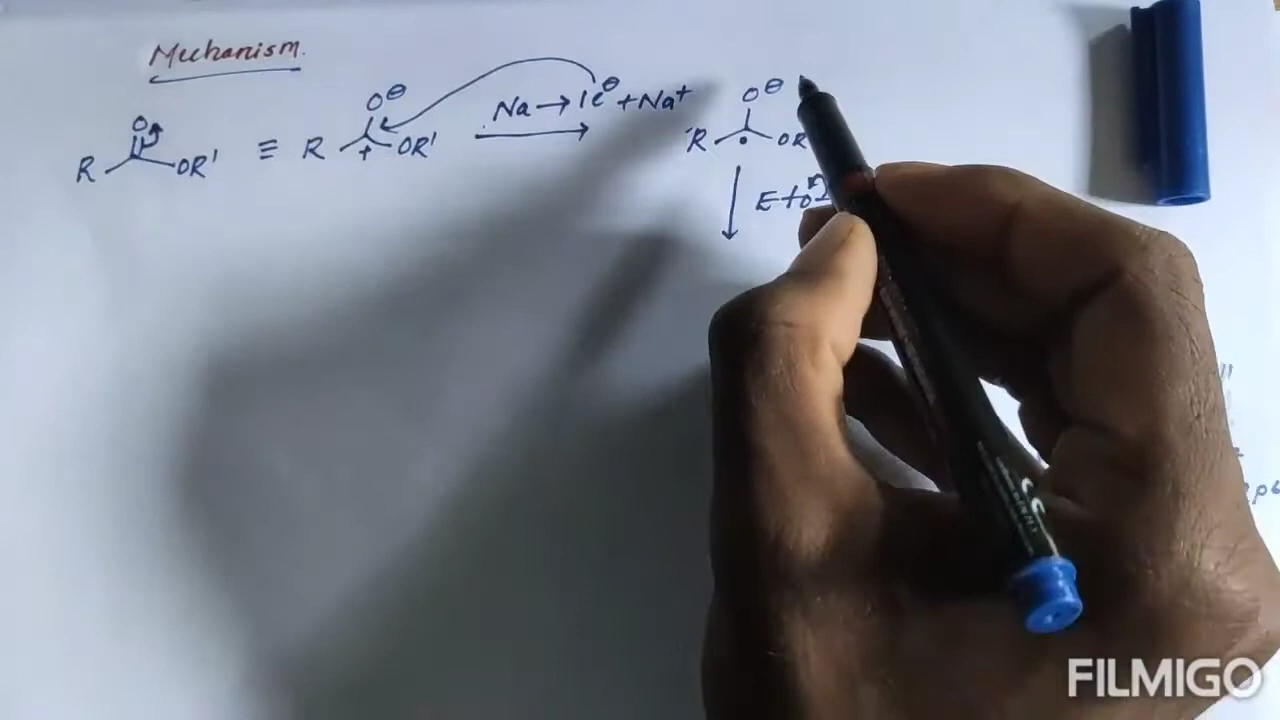 Mechanism.
O
R OR' ≡ R O⊖ + OR' Na → 1e⊖ + Na+ R O⊖ • OR
Eto
FILMIGO